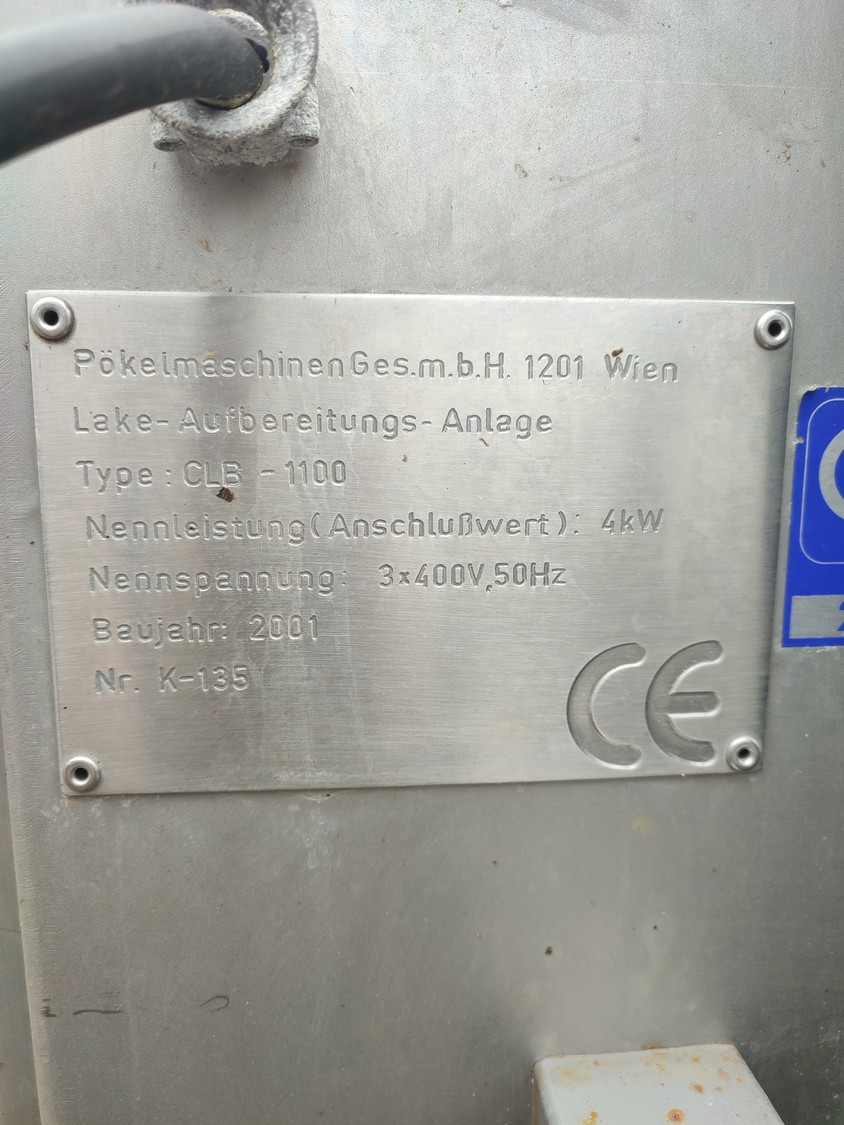 Pökelmaschinen Ges.m.b.H. 1201 Wien
Lake-Aufbereitungs-Anlage
Type: CLB -1100
Nennleistung (Anschlußwert): 4kW
Nennspannung: 3x400V,50Hz
Baujahr: 2001
Nr. K-135
CE